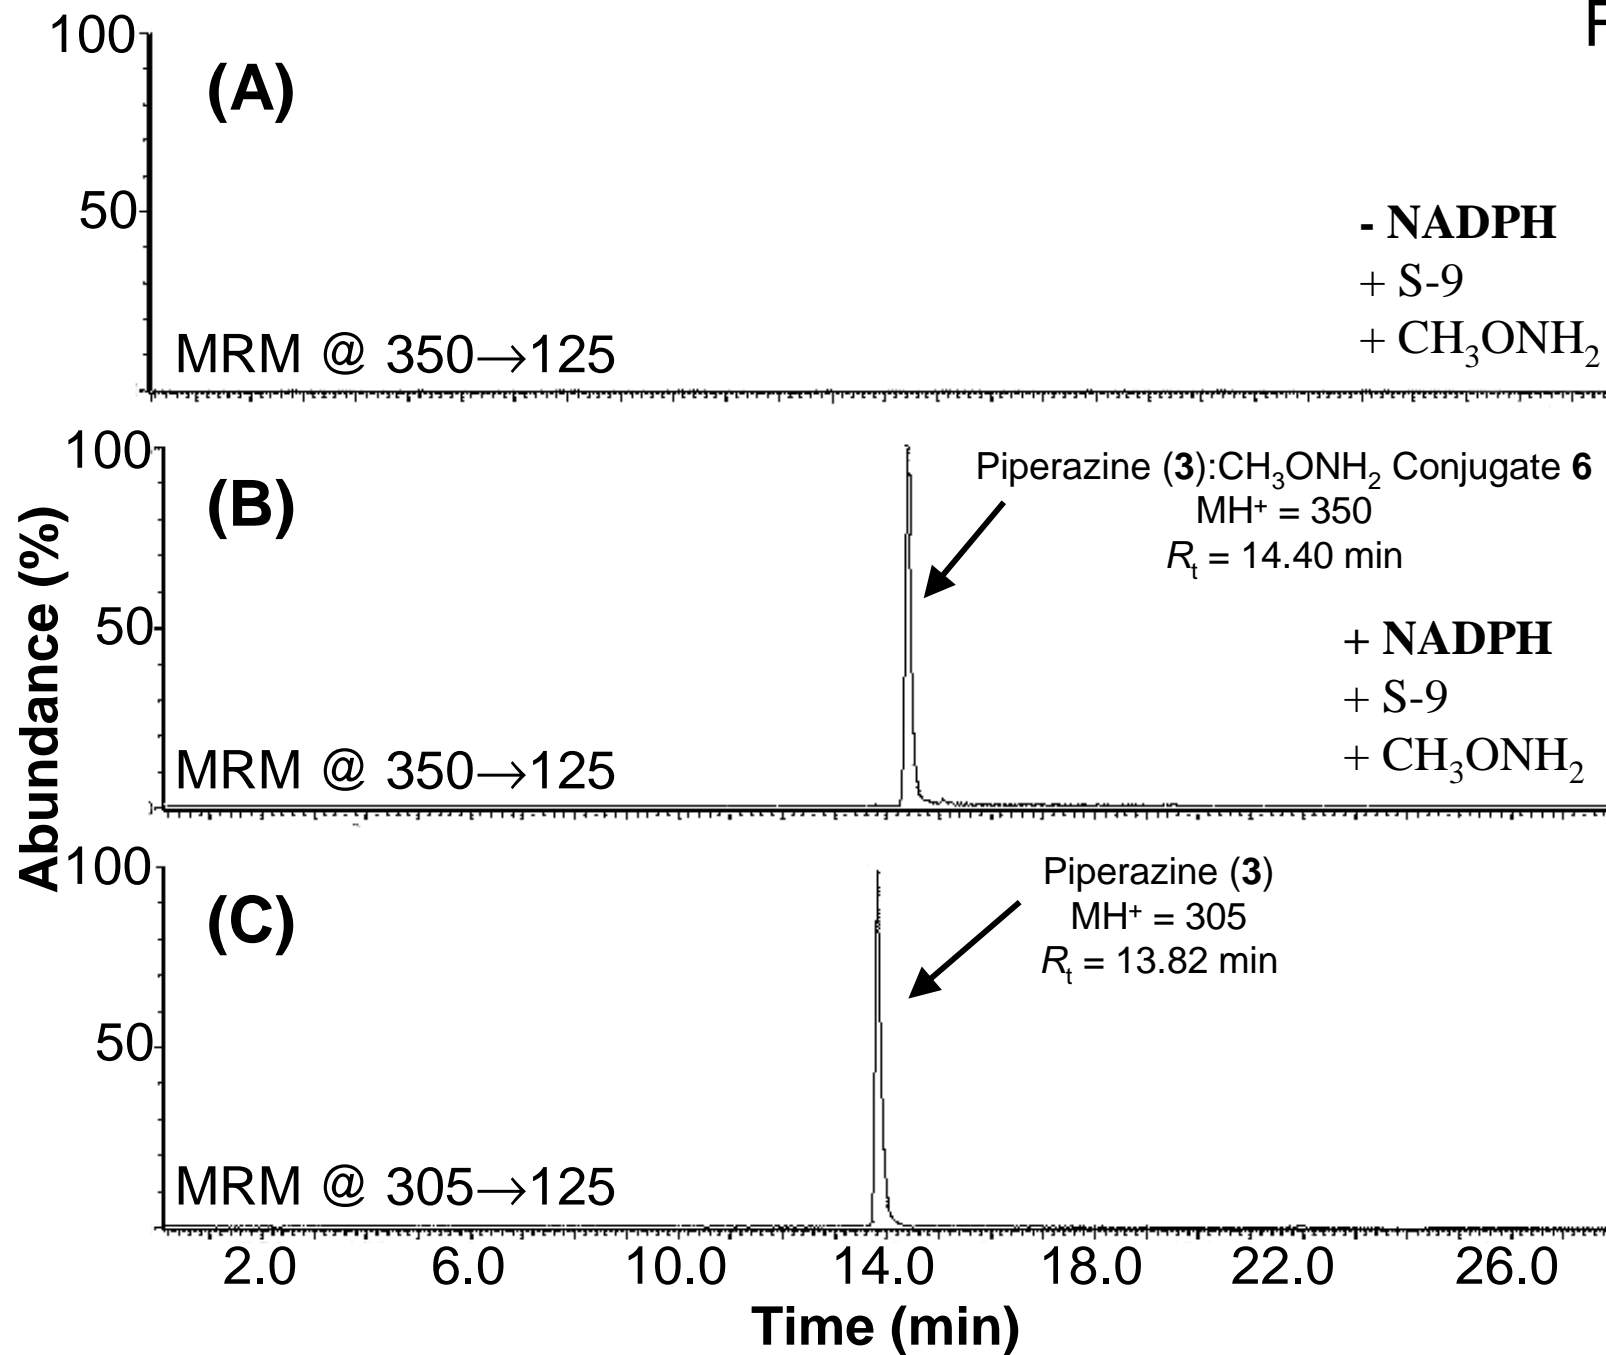 F
100
(A)
50
- NADPH
+ S-9
+ CH₃ONH₂
MRM @ 350→125
Abundance (%)
100
(B)
Piperazine (3):CH₃ONH₂ Conjugate 6
MH⁺ = 350
Rₜ = 14.40 min
50
+ NADPH
+ S-9
+ CH₃ONH₂
MRM @ 350→125
100
(C)
Piperazine (3)
MH⁺ = 305
Rₜ = 13.82 min
50
MRM @ 305→125
2.0 6.0 10.0 14.0 18.0 22.0 26.0
Time (min)